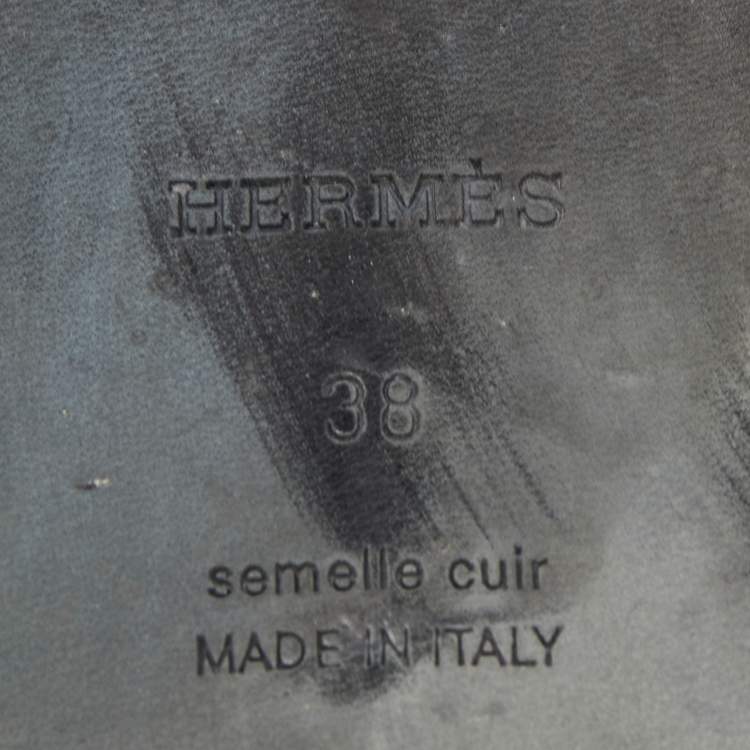 HERMÈS
38
semelle cuir
MADE IN ITALY